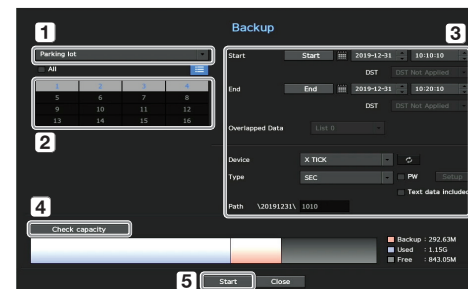 Backup
1
3
Parking lot
All
1 2 3 4
5 6 7 8
9 10 11 12
13 14 15 16
2
Start Start 2019-12-31 10:10:10
DST DST Not Applied
End End 2019-12-31 10:20:10
DST DST Not Applied
Overlapped Data List 0
Device X TICK
Type SEC PW Setup
Text data included
Path \20191231\ 1010
4
Check capacity
Backup : 292.63M
Used : 1.15G
Free : 843.05M
5
Start Close